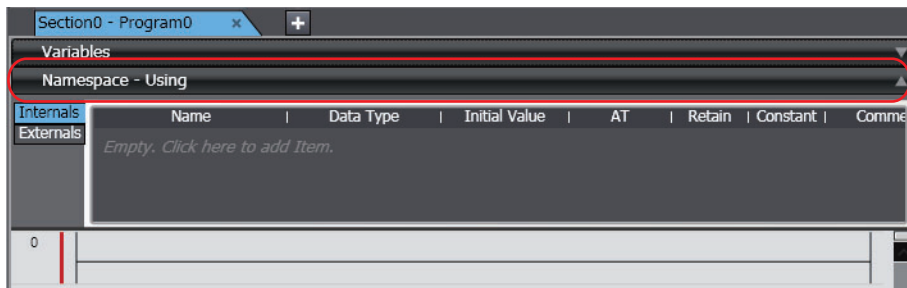 Section0 - Program0 × +
Variables
Namespace - Using
Internals Name Data Type Initial Value AT Retain Constant Comme
Externals
Empty. Click here to add Item.
0